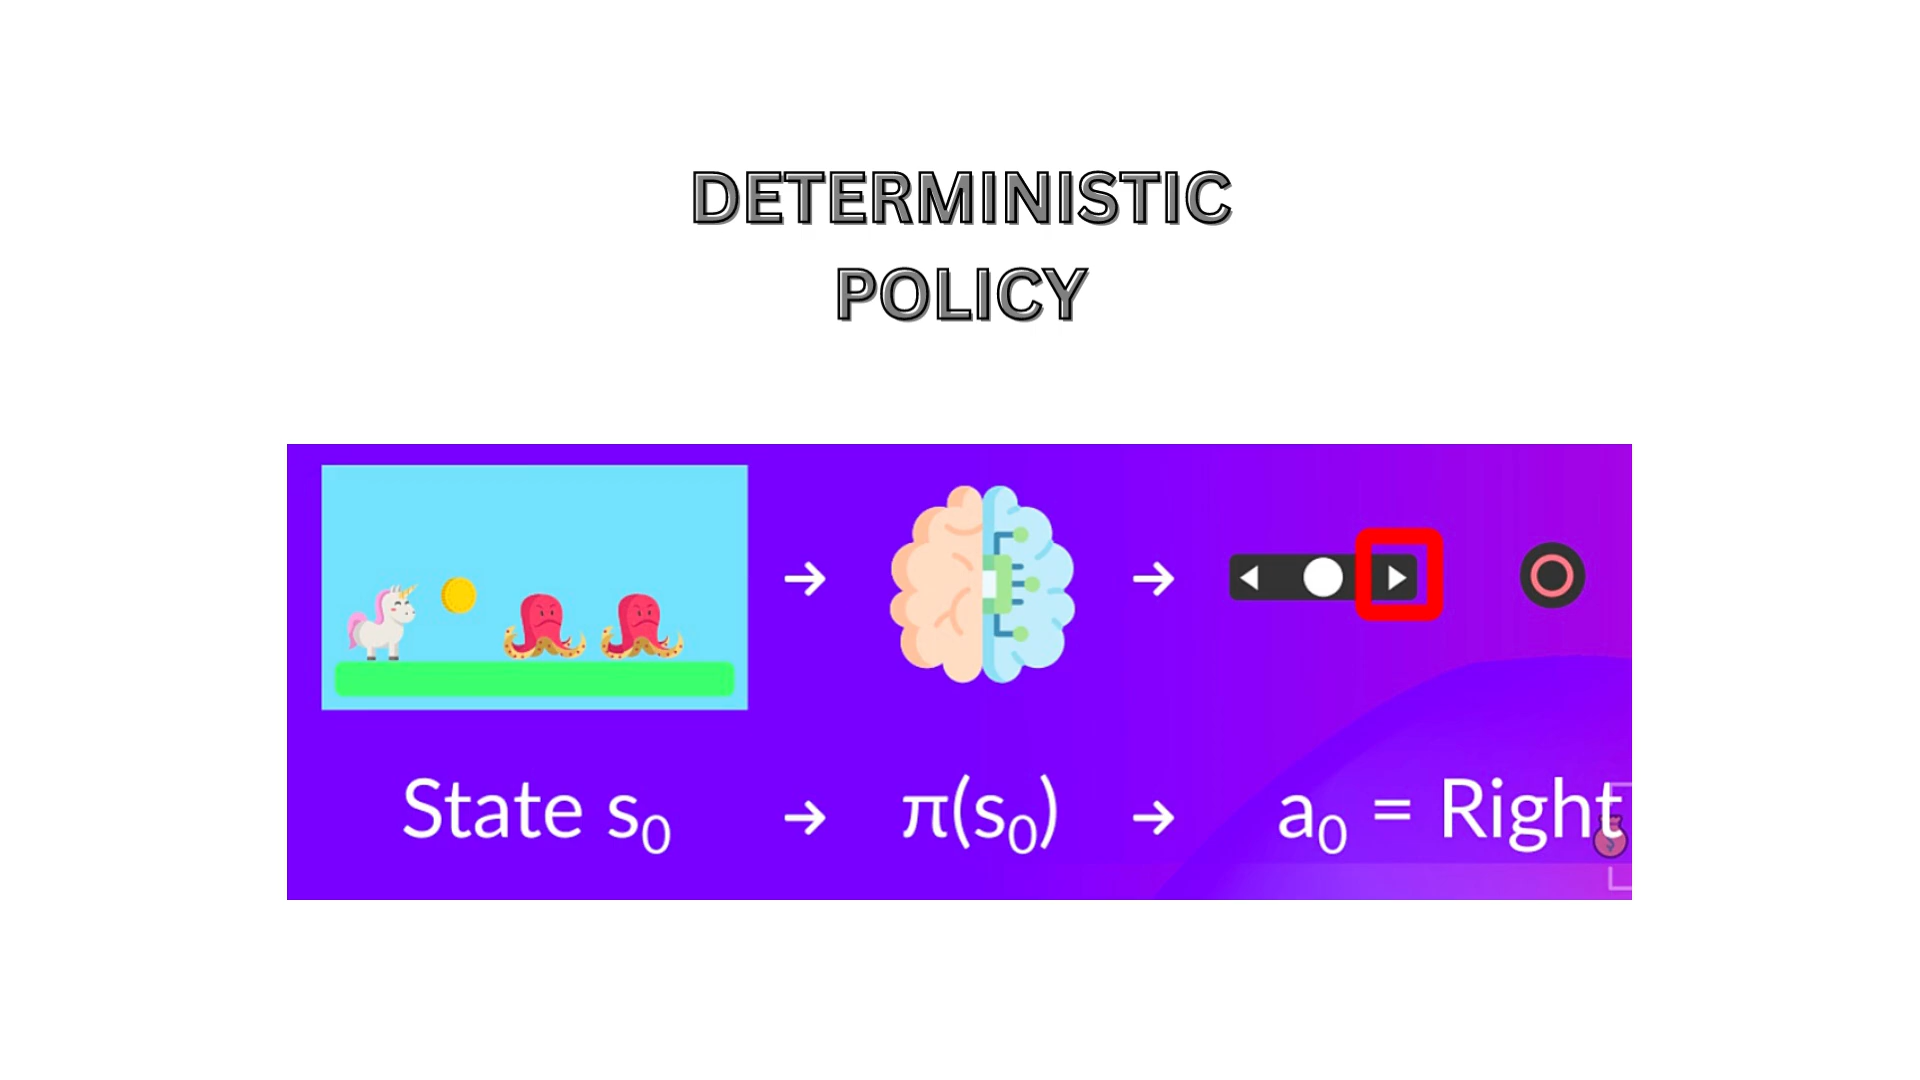 DETERMINISTIC
POLICY
State s₀ → π(s₀) → a₀ = Right